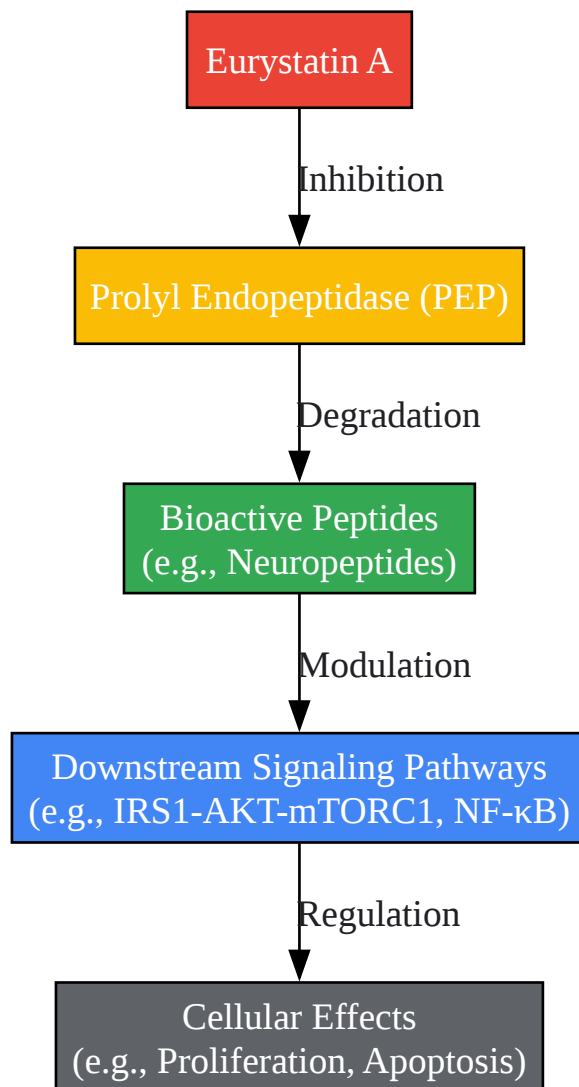 Eurystatin A
Inhibition
Prolyl Endopeptidase (PEP)
Degradation
Bioactive Peptides
(e.g., Neuropeptides)
Modulation
Downstream Signaling Pathways
(e.g., IRS1-AKT-mTORC1, NF-κB)
Regulation
Cellular Effects
(e.g., Proliferation, Apoptosis)